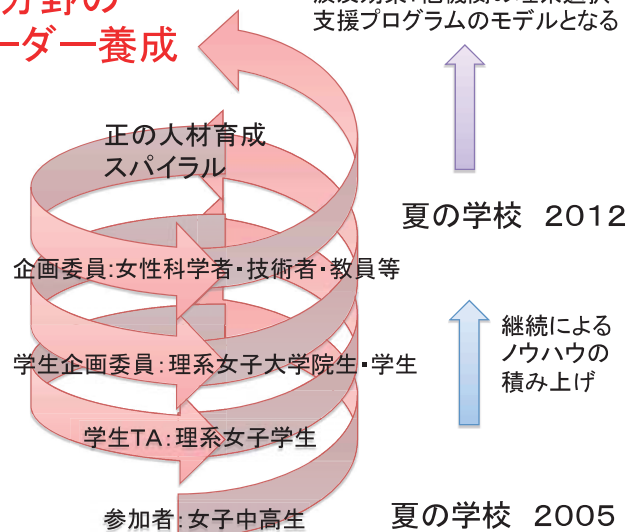 分野の
ーダー養成
支援プログラムのモデルとなる
正の人材育成
スパイラル
夏の学校 2012
企画委員:女性科学者・技術者・教員等
継続による
ノウハウの
積み上げ
学生企画委員:理系女子大学院生・学生
学生TA:理系女子学生
参加者:女子中高生
夏の学校 2005